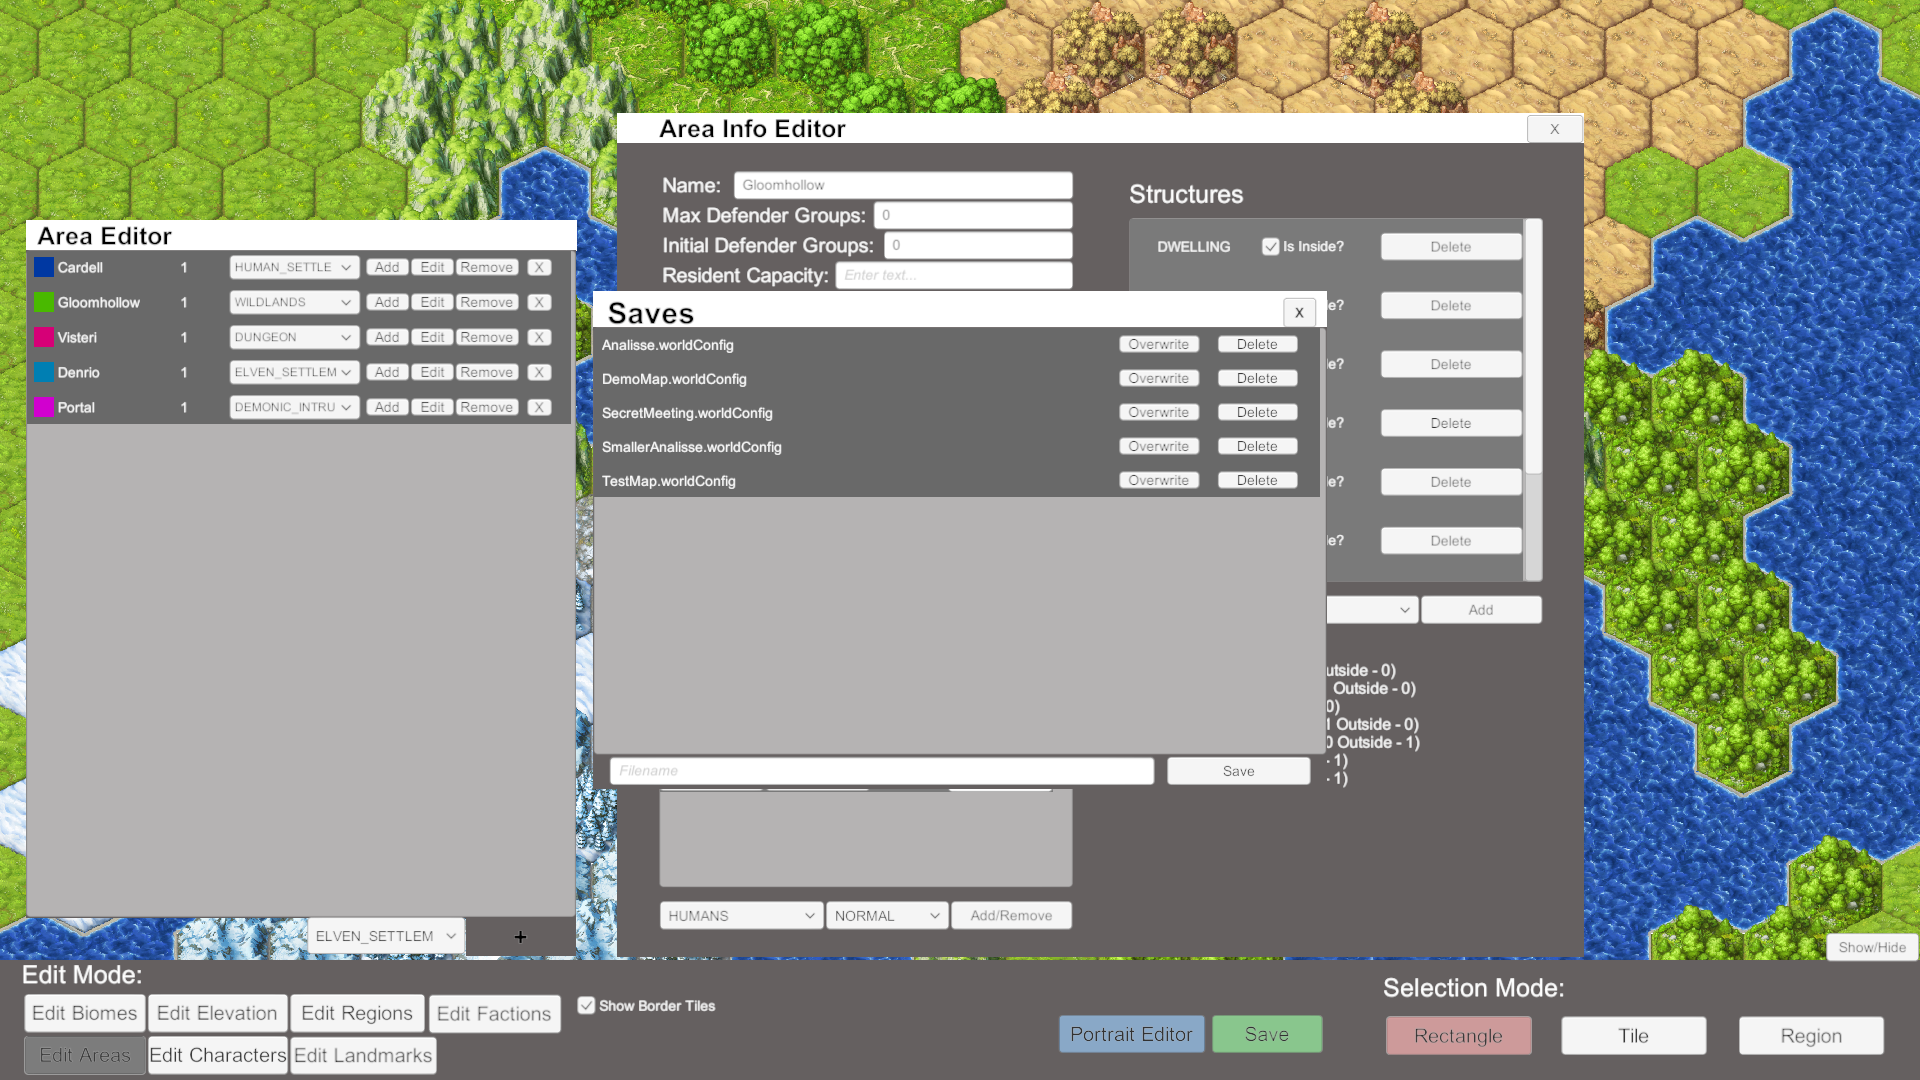 Area Info Editor
X
Name: Gloomhollow
Max Defender Groups: 0
Initial Defender Groups: 0
Resident Capacity: Enter text...
Structures
DWELLING Is Inside? Delete
e? Delete
e? Delete
e? Delete
e? Delete
e? Delete
Add
utside - 0)
Outside - 0)
0)
1 Outside - 0)
0 Outside - 1)
- 1)
- 1)
HUMANS NORMAL Add/Remove
Area Editor
Cardell 1 HUMAN_SETTLE Add Edit Remove X
Gloomhollow 1 WILDLANDS Add Edit Remove X
Visteri 1 DUNGEON Add Edit Remove X
Denrio 1 ELVEN_SETTLEM Add Edit Remove X
Portal 1 DEMONIC_INTRU Add Edit Remove X
ELVEN_SETTLEM +
Saves
X
Analisse.worldConfig Overwrite Delete
DemoMap.worldConfig Overwrite Delete
SecretMeeting.worldConfig Overwrite Delete
SmallerAnalisse.worldConfig Overwrite Delete
TestMap.worldConfig Overwrite Delete
Filename Save
Show/Hide
Edit Mode:
Edit Biomes Edit Elevation Edit Regions Edit Factions
Edit Areas Edit Characters Edit Landmarks
Show Border Tiles
Portrait Editor Save
Selection Mode:
Rectangle Tile Region